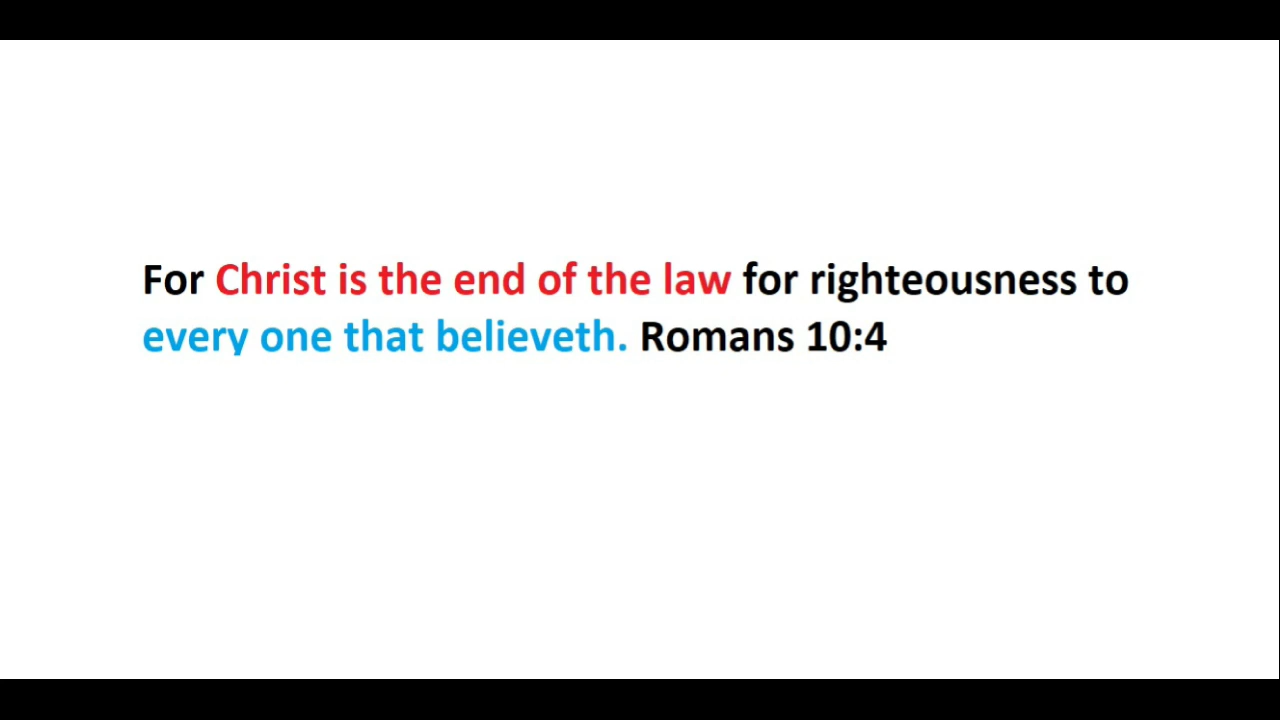 For Christ is the end of the law for righteousness to
every one that believeth. Romans 10:4